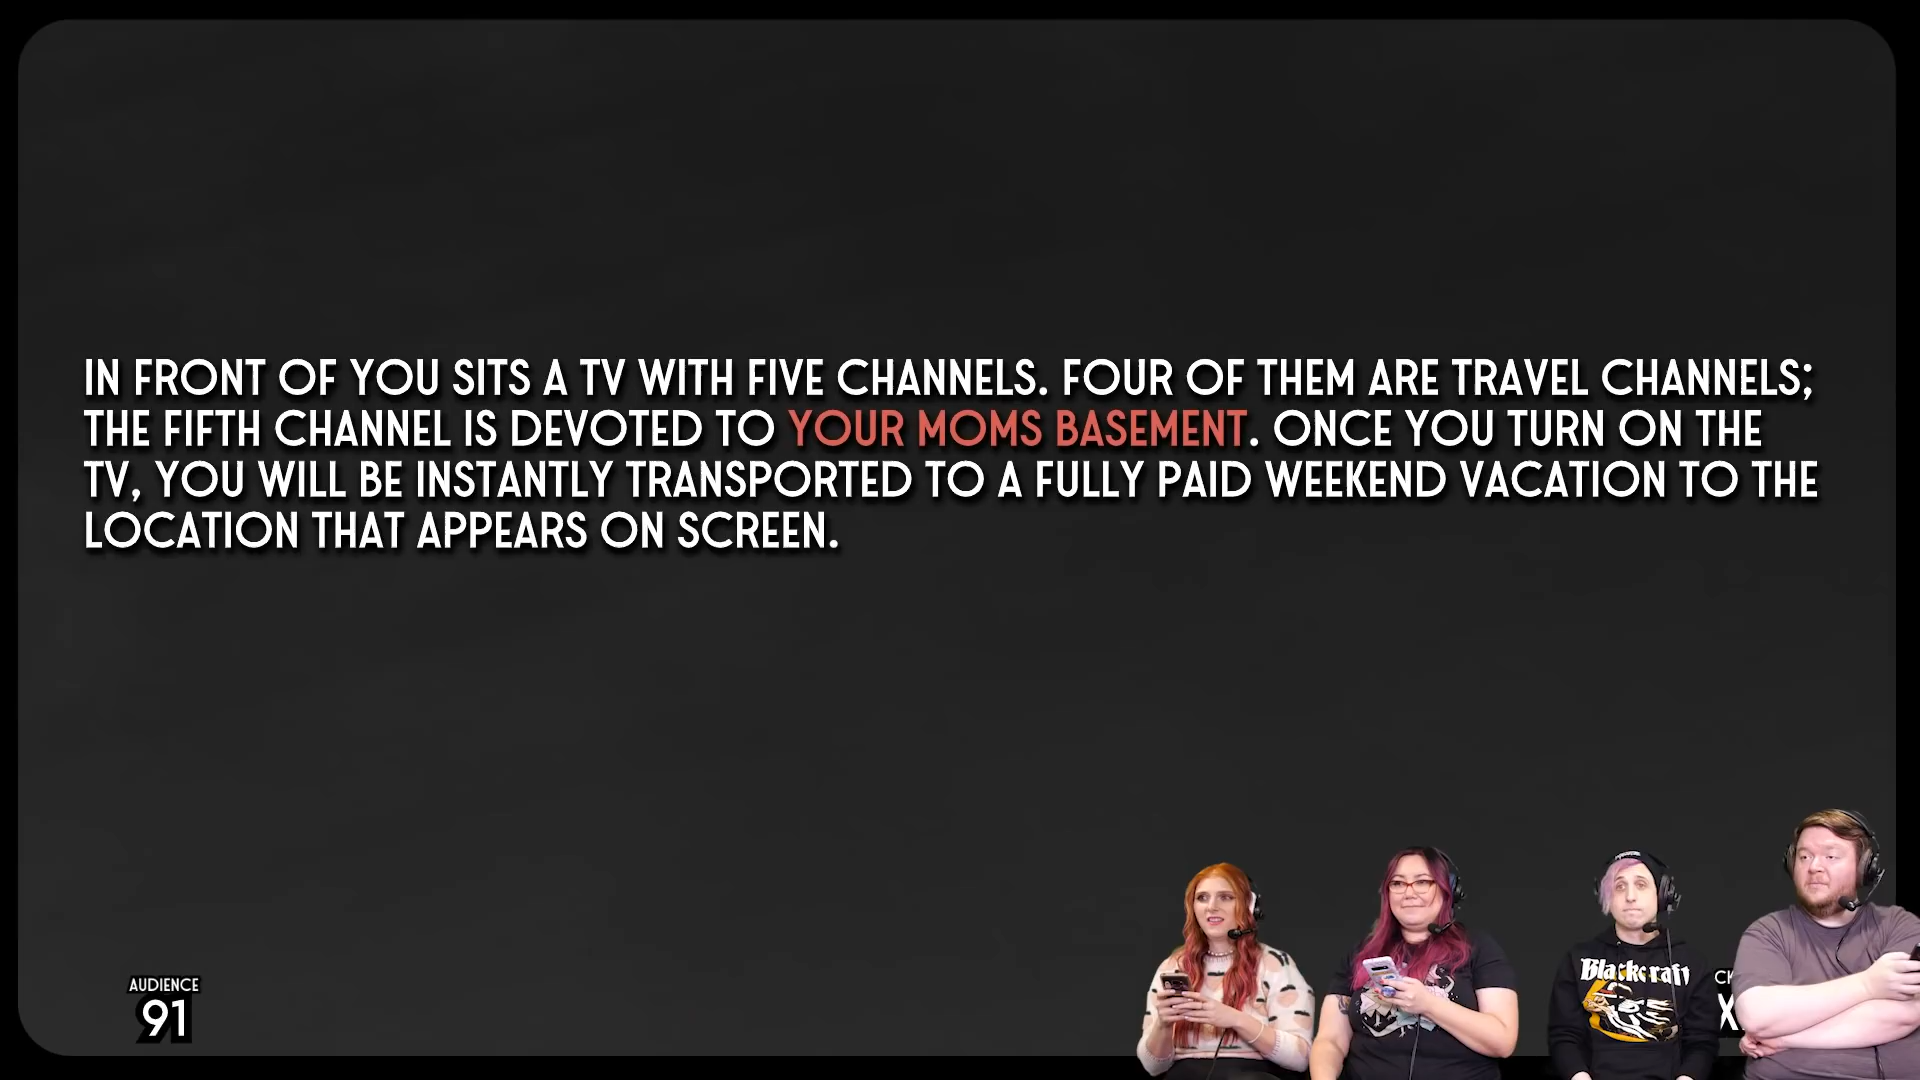 IN FRONT OF YOU SITS A TV WITH FIVE CHANNELS. FOUR OF THEM ARE TRAVEL CHANNELS;
THE FIFTH CHANNEL IS DEVOTED TO YOUR MOMS BASEMENT. ONCE YOU TURN ON THE
TV, YOU WILL BE INSTANTLY TRANSPORTED TO A FULLY PAID WEEKEND VACATION TO THE
LOCATION THAT APPEARS ON SCREEN.
AUDIENCE
91
Blackcraft